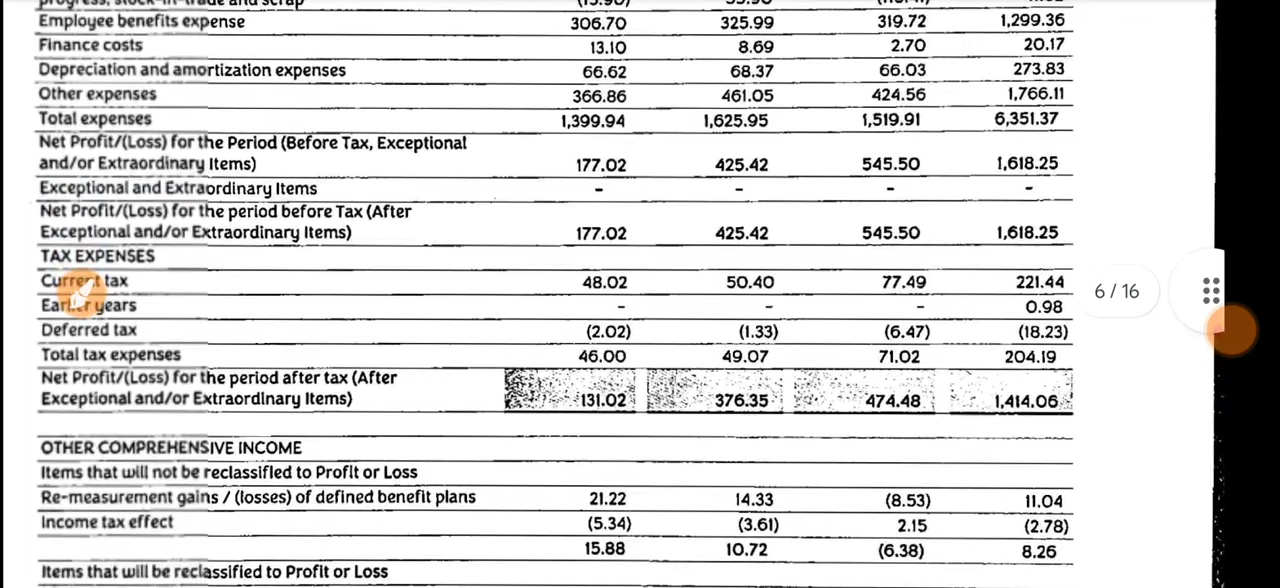 progress, stock-in-trade and scrap
Employee benefits expense 306.70 325.99 319.72 1,299.36
Finance costs 13.10 8.69 2.70 20.17
Depreciation and amortization expenses 66.62 68.37 66.03 273.83
Other expenses 366.86 461.05 424.56 1,766.11
Total expenses 1,399.94 1,625.95 1,519.91 6,351.37
Net Profit/(Loss) for the Period (Before Tax, Exceptional
and/or Extraordinary Items) 177.02 425.42 545.50 1,618.25
Exceptional and Extraordinary Items - - - -
Net Profit/(Loss) for the period before Tax (After
Exceptional and/or Extraordinary Items) 177.02 425.42 545.50 1,618.25
TAX EXPENSES
Current tax 48.02 50.40 77.49 221.44
Earlier years - - - 0.98
Deferred tax (2.02) (1.33) (6.47) (18.23)
Total tax expenses 46.00 49.07 71.02 204.19
Net Profit/(Loss) for the period after tax (After
Exceptional and/or Extraordinary Items) 131.02 376.35 474.48 1,414.06
OTHER COMPREHENSIVE INCOME
Items that will not be reclassified to Profit or Loss
Re-measurement gains / (losses) of defined benefit plans 21.22 14.33 (8.53) 11.04
Income tax effect (5.34) (3.61) 2.15 (2.78)
15.88 10.72 (6.38) 8.26
Items that will be reclassified to Profit or Loss
6 / 16